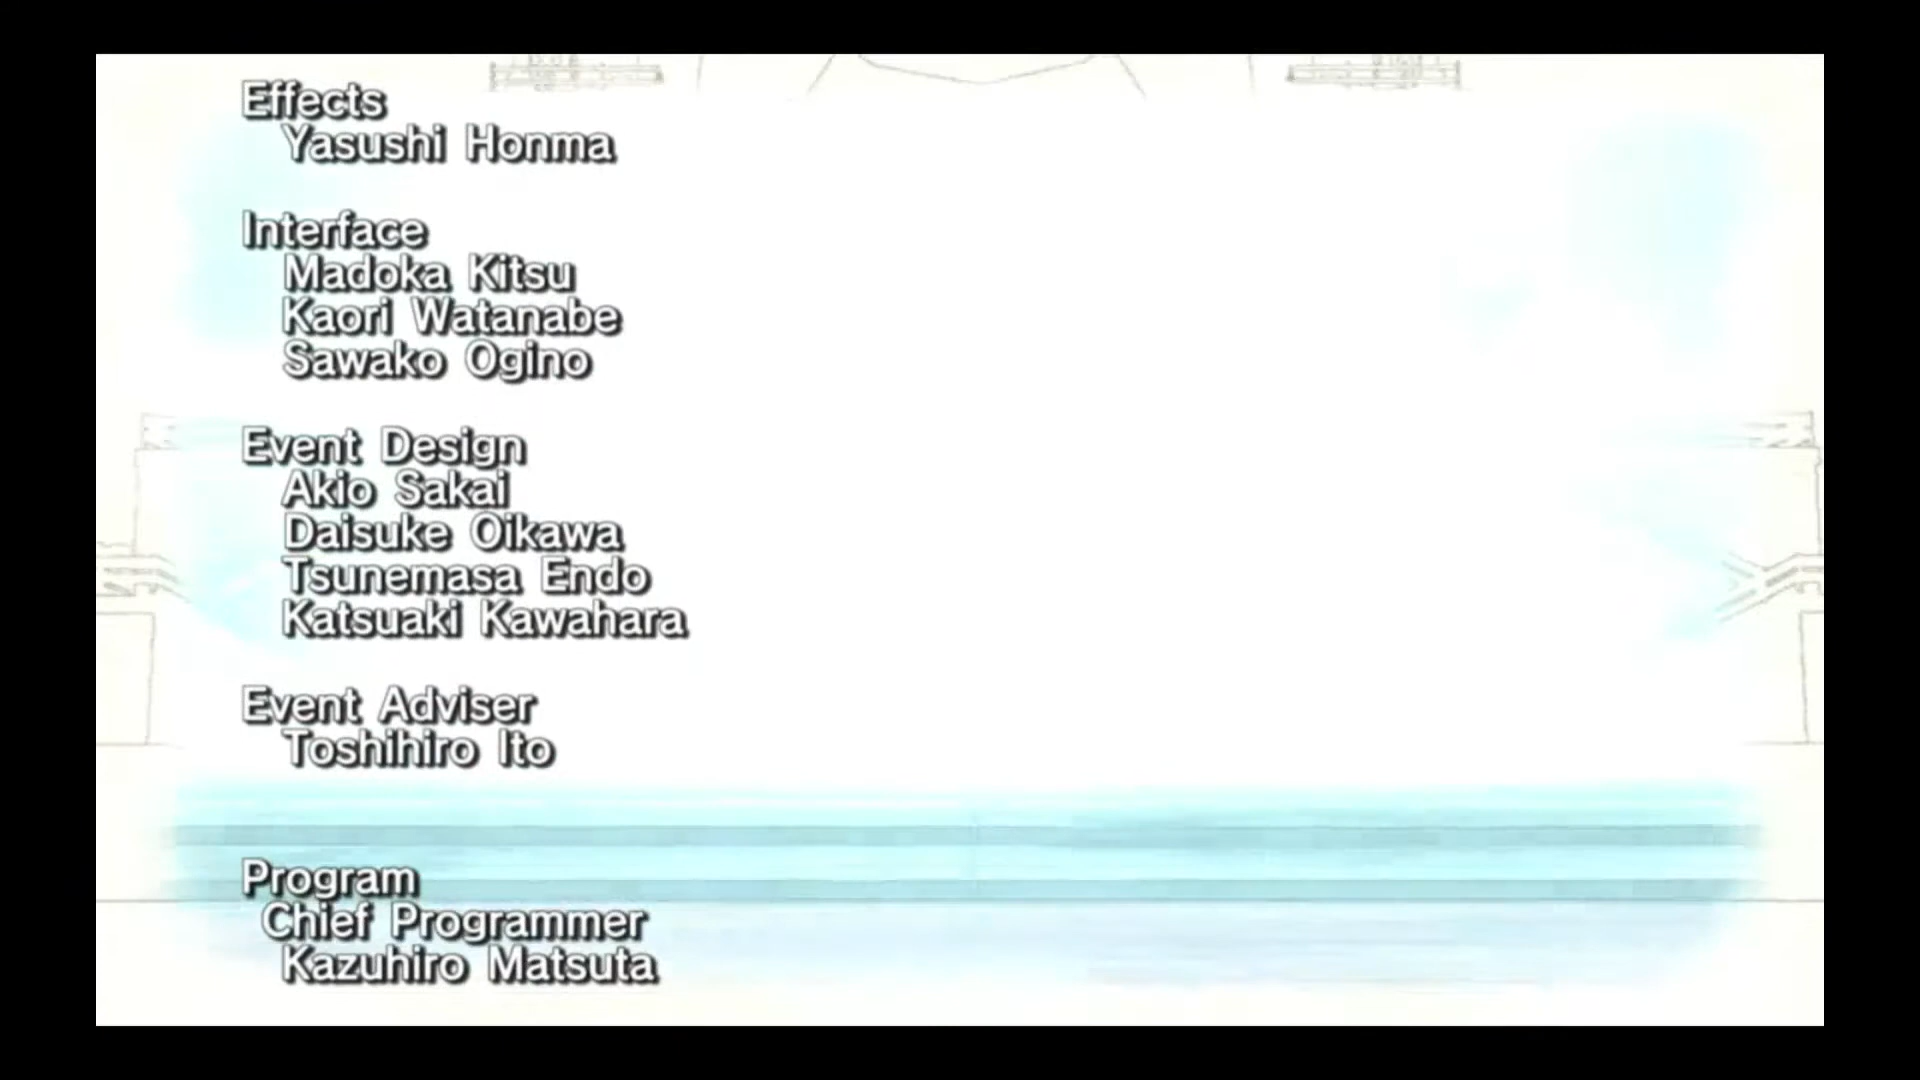 Effects
Yasushi Honma
Interface
Madoka Kitsu
Kaori Watanabe
Sawako Ogino
Event Design
Akio Sakai
Daisuke Oikawa
Tsunemasa Endo
Katsuaki Kawahara
Event Adviser
Toshihiro Ito
Program
Chief Programmer
Kazuhiro Matsuta